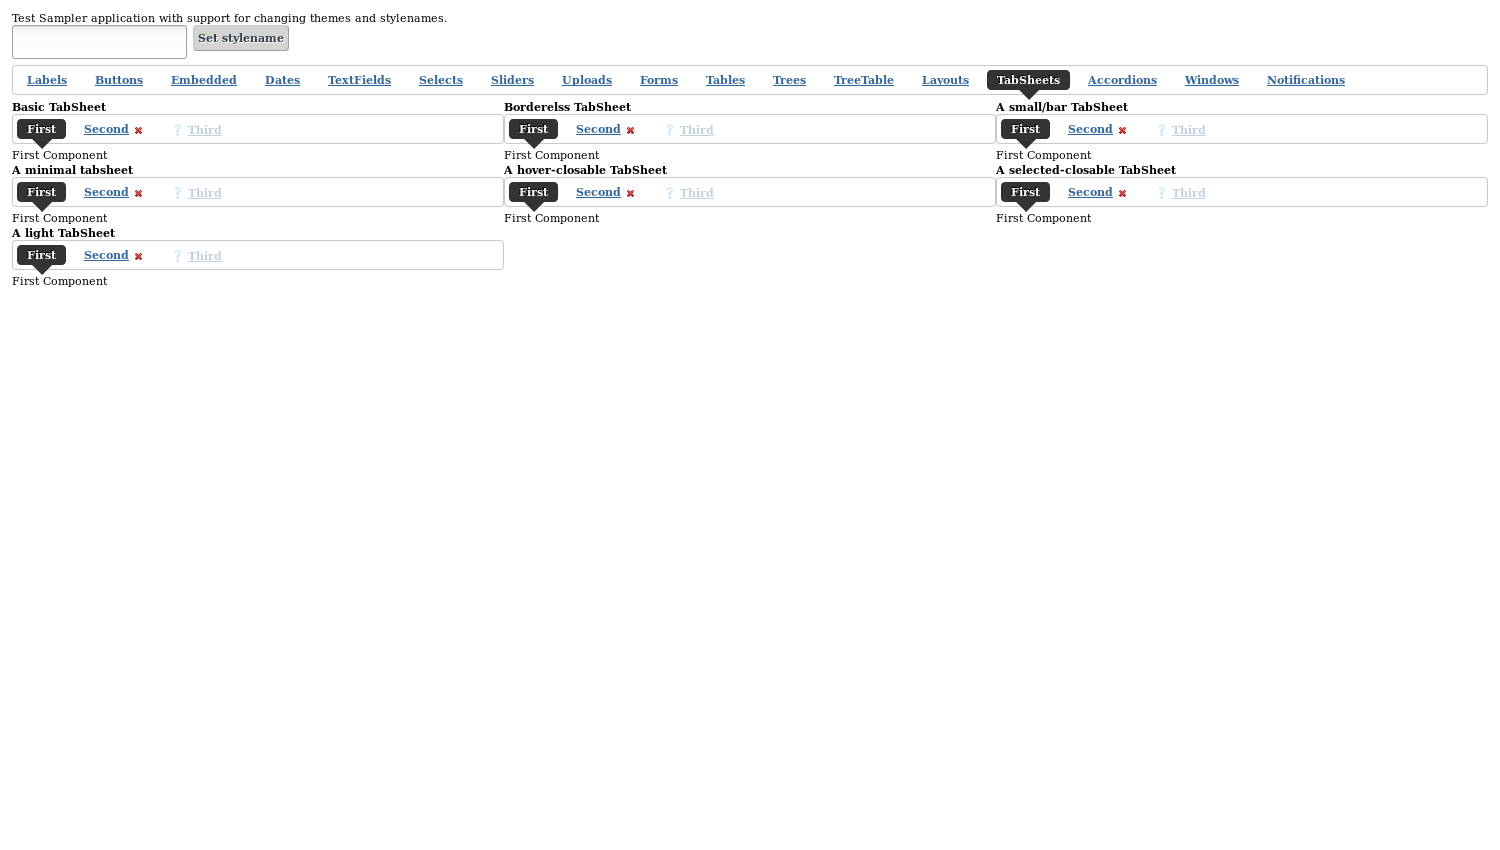 Test Sampler application with support for changing themes and stylenames.
Set stylename
Labels Buttons Embedded Dates TextFields Selects Sliders Uploads Forms Tables Trees TreeTable Layouts TabSheets Accordions Windows Notifications
Basic TabSheet Borderelss TabSheet A small/bar TabSheet
First Second ? Third First Second ? Third First Second ? Third
First Component First Component First Component
A minimal tabsheet A hover-closable TabSheet A selected-closable TabSheet
First Second ? Third First Second ? Third First Second ? Third
First Component First Component First Component
A light TabSheet
First Second ? Third
First Component